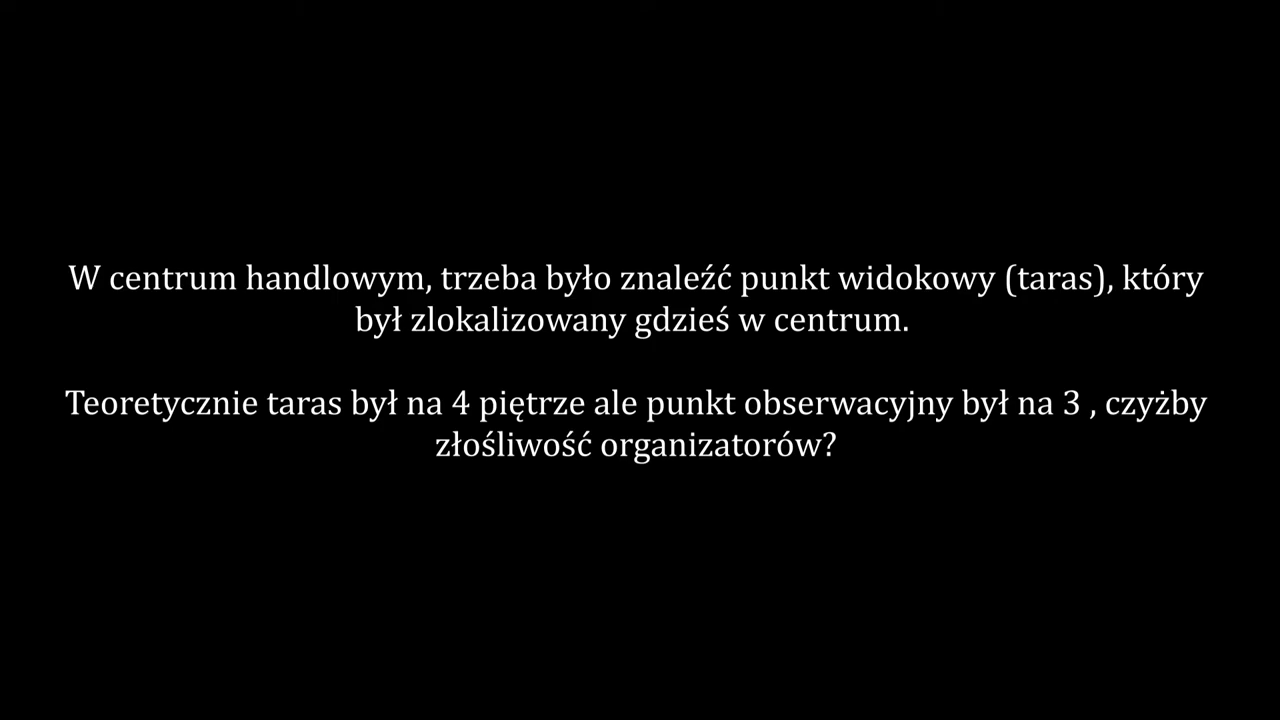 W centrum handlowym, trzeba było znaleźć punkt widokowy (taras), który
był zlokalizowany gdzieś w centrum.
Teoretycznie taras był na 4 piętrze ale punkt obserwacyjny był na 3 , czyżby
złośliwość organizatorów?